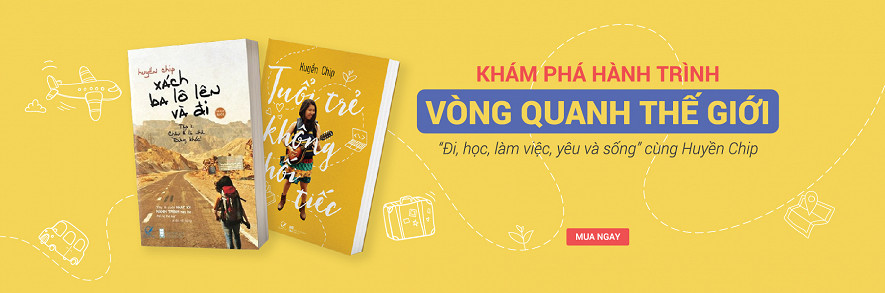 huyền chip
xách
ba lô lên
và đi
Huyền Chip
Tuổi trẻ
không
hối
tiếc
KHÁM PHÁ HÀNH TRÌNH
VÒNG QUANH THẾ GIỚI
“Đi, học, làm việc, yêu và sống” cùng Huyền Chip
MUA NGAY